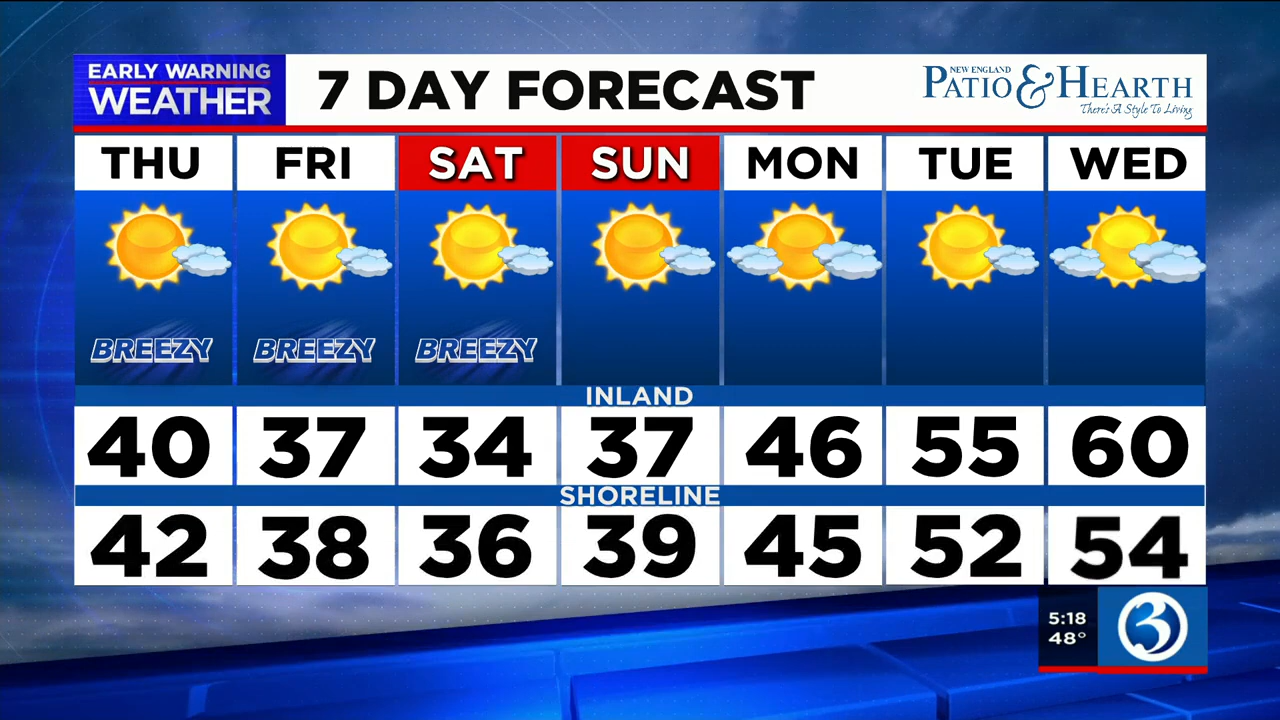 EARLY WARNING
WEATHER
7 DAY FORECAST
NEW ENGLAND
PATIO & HEARTH
There's A Style To Living
THU FRI SAT SUN MON TUE WED
BREEZY BREEZY BREEZY
INLAND
40 37 34 37 46 55 60
SHORELINE
42 38 36 39 45 52 54
5:18
48°
3